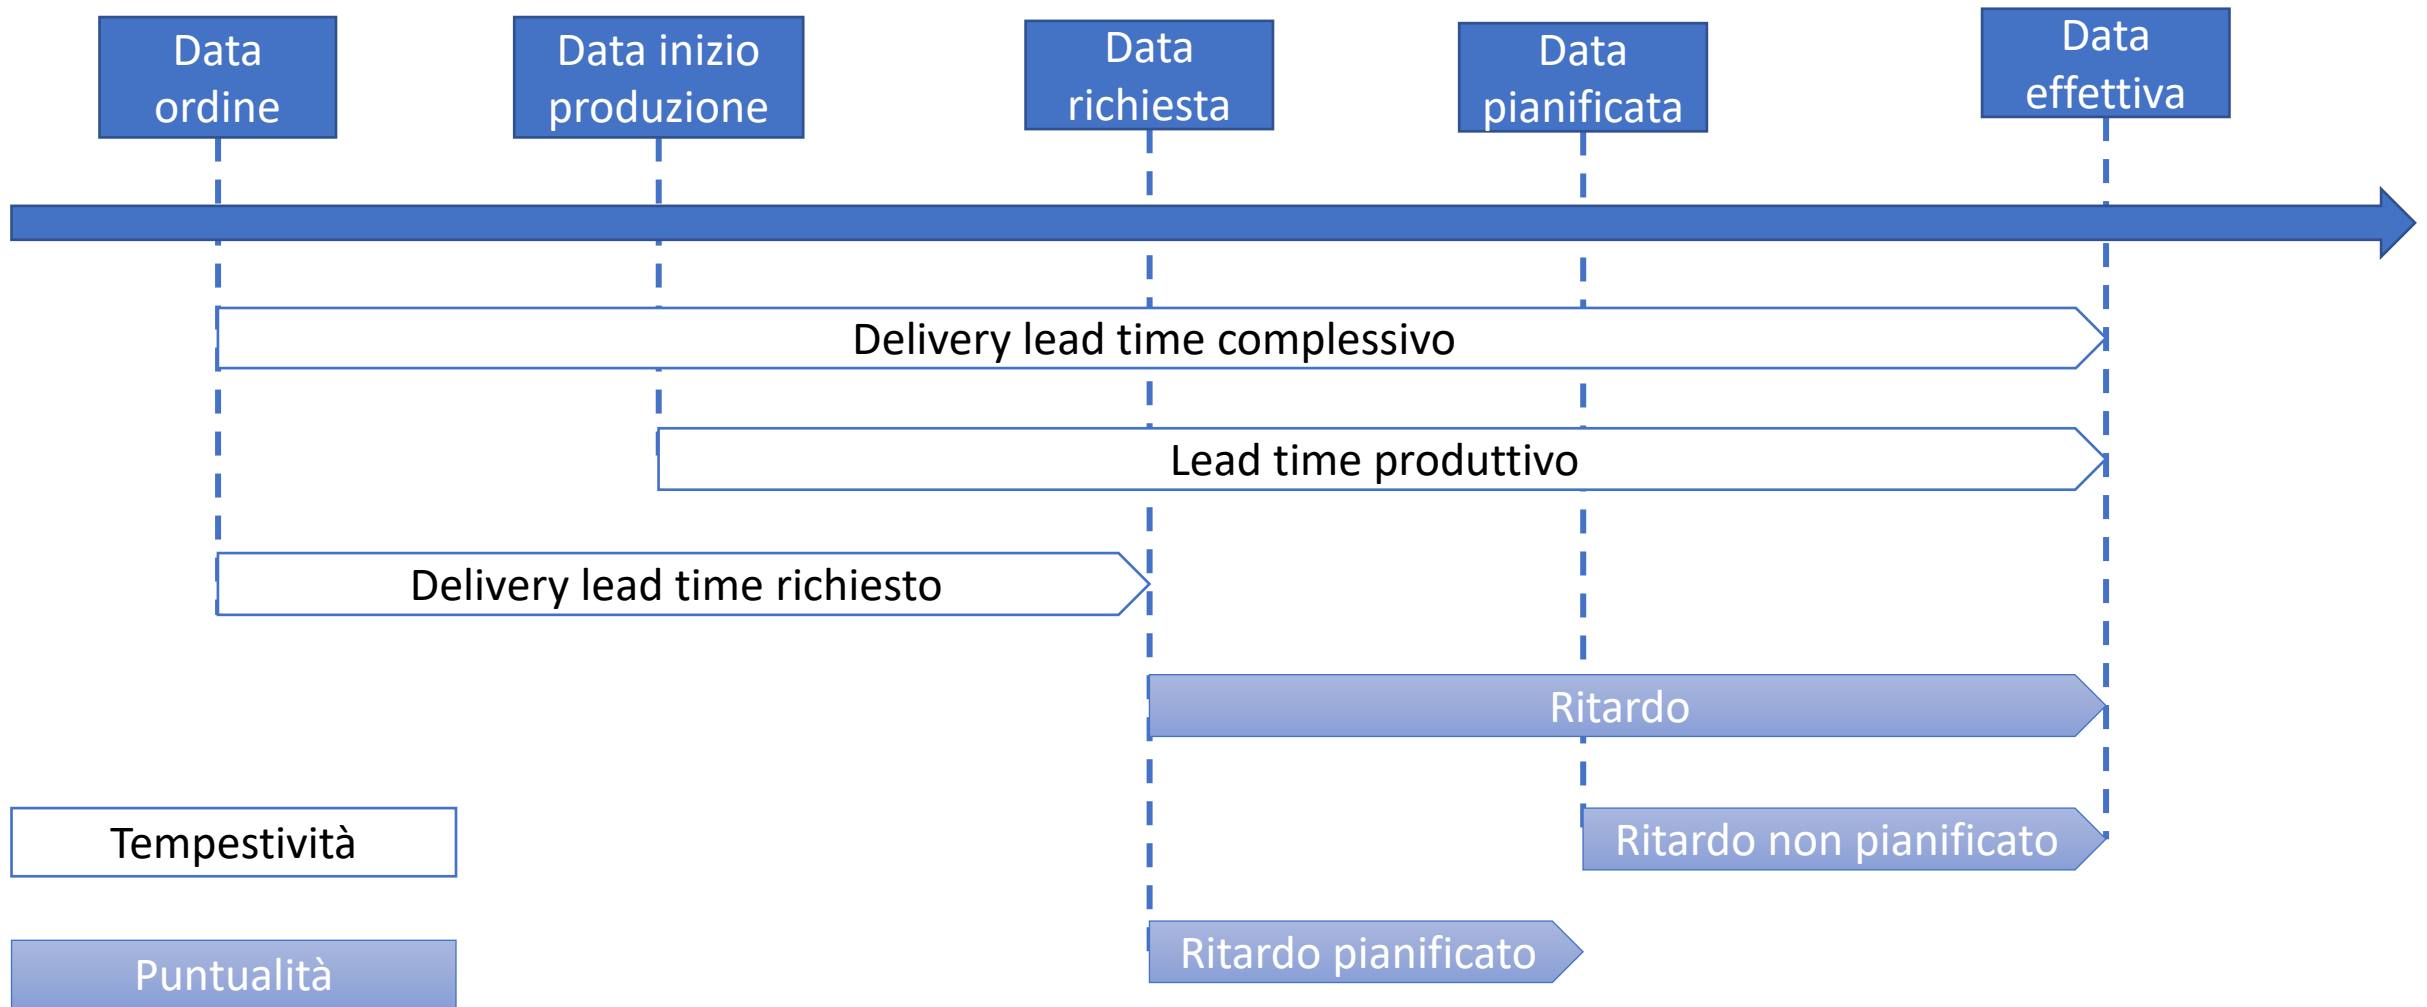 Data
ordine
Data inizio
produzione
Data
richiesta
Data
pianificata
Data
effettiva
Delivery lead time complessivo
Lead time produttivo
Delivery lead time richiesto
Ritardo
Tempestività
Ritardo non pianificato
Ritardo pianificato
Puntualità